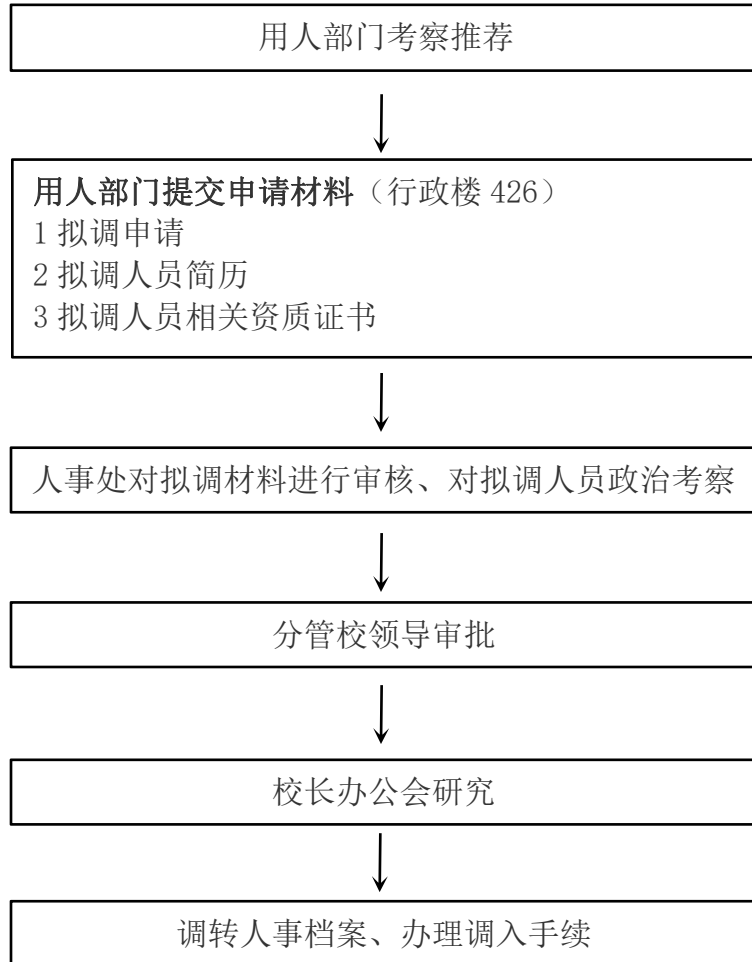 用人部门考察推荐
用人部门提交申请材料（行政楼 426）
1 拟调申请
2 拟调人员简历
3 拟调人员相关资质证书
人事处对拟调材料进行审核、对拟调人员政治考察
分管校领导审批
校长办公会研究
调转人事档案、办理调入手续